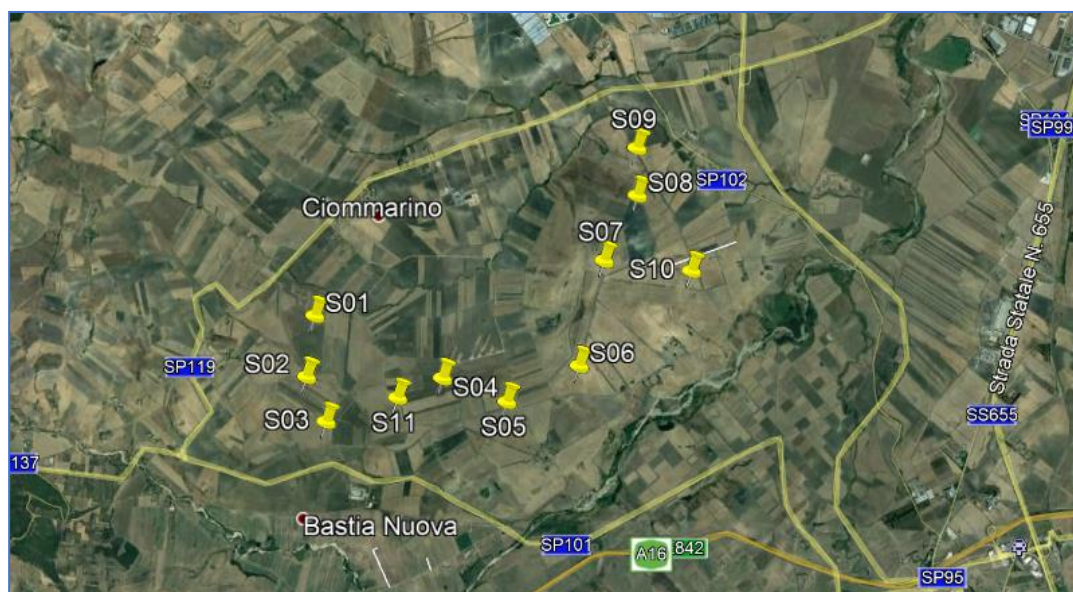 S09
SP99
SP102
S08
Ciommarino
S07
S10
S01
Strada Statale N. 655
SP119
S02
S06
S04
S03
S11
S05
SS655
137
Bastia Nuova
SP101
A16
842
SP95